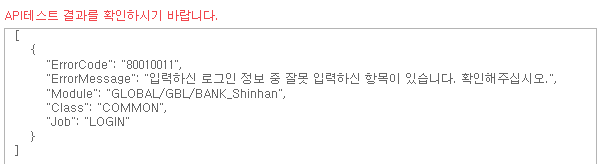 API테스트 결과를 확인하시기 바랍니다.
[
{
"ErrorCode": "80010011",
"ErrorMessage": "입력하신 로그인 정보 중 잘못 입력하신 항목이 있습니다. 확인해주십시오.",
"Module": "GLOBAL/GBL/BANK_Shinhan",
"Class": "COMMON",
"Job": "LOGIN"
}
]